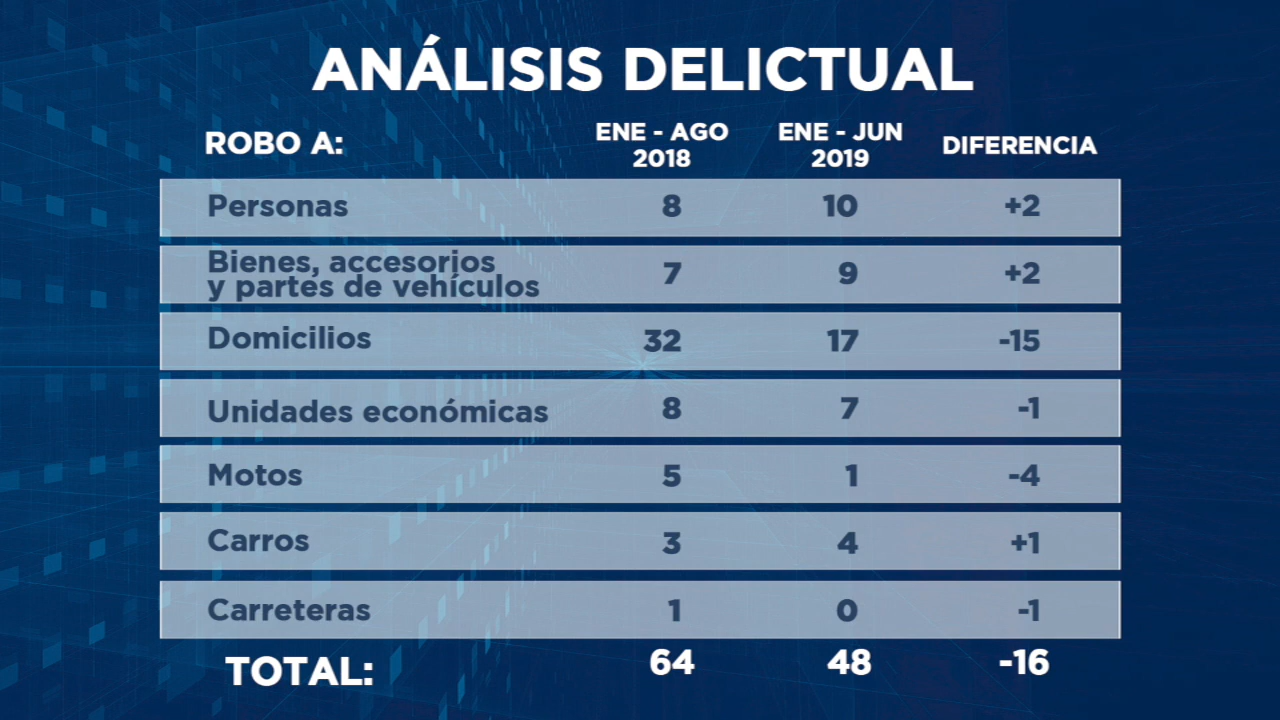 ANÁLISIS DELICTUAL
ROBO A: ENE - AGO 2018 ENE - JUN 2019 DIFERENCIA
Personas 8 10 +2
Bienes, accesorios
y partes de vehículos 7 9 +2
Domicilios 32 17 -15
Unidades económicas 8 7 -1
Motos 5 1 -4
Carros 3 4 +1
Carreteras 1 0 -1
TOTAL: 64 48 -16